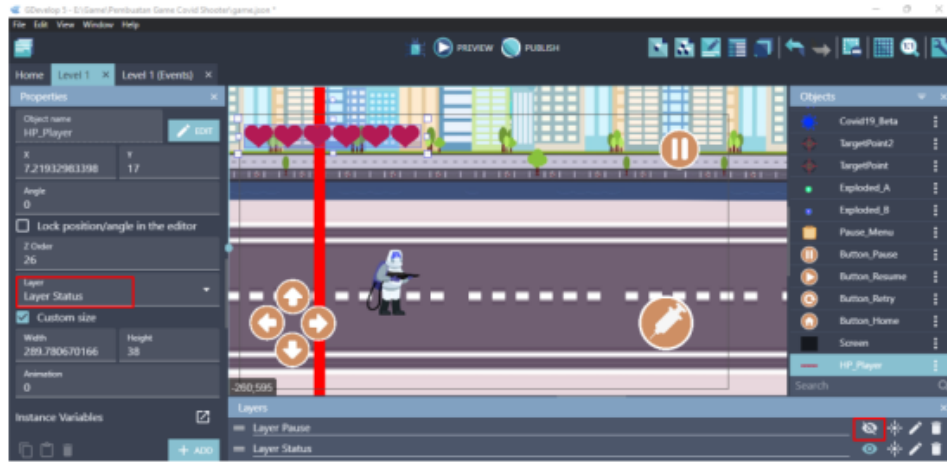 GDevelop 5 - E:\Game\Pembuatan Game Covid Shooter\game.json *
File Edit View Window Help
PREVIEW PUBLISH
Home Level 1 × Level 1 (Events) ×
Properties ×
Object name
HP_Player
EDIT
X Y
7.21932983398 17
Angle
0
Lock position/angle in the editor
Z Order
26
Layer
Layer Status
Custom size
Width Height
289.780670166 38
Animation
0
Instance Variables
+ ADD
-260;595
Layers ×
Layer Pause
Layer Status
Objects ×
Covid19_Beta
TargetPoint2
TargetPoint
Exploded_A
Exploded_B
Pause_Menu
Button_Pause
Button_Resume
Button_Retry
Button_Home
Screen
HP_Player
Search